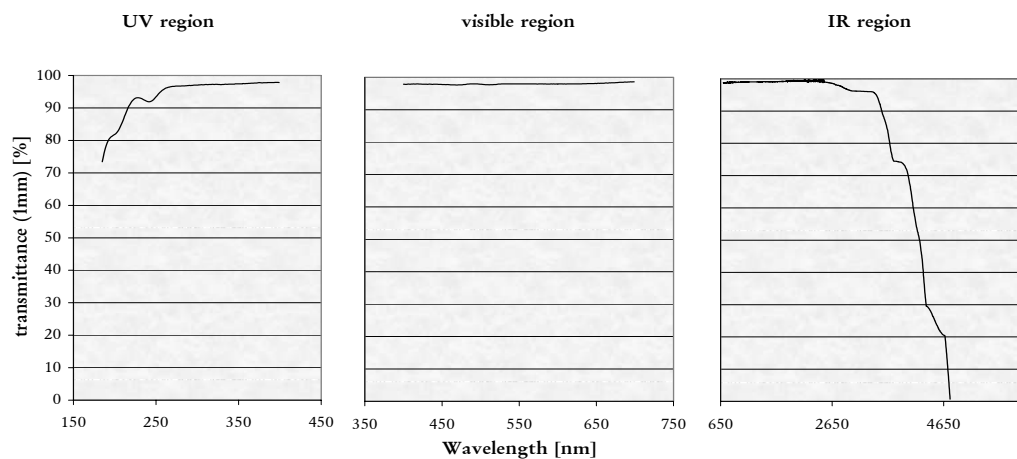 UV region
visible region
IR region
transmittance (1mm) [%]
100
90
80
70
60
50
40
30
20
10
0
150 250 350 450
350 450 550 650 750
650 2650 4650
Wavelength [nm]